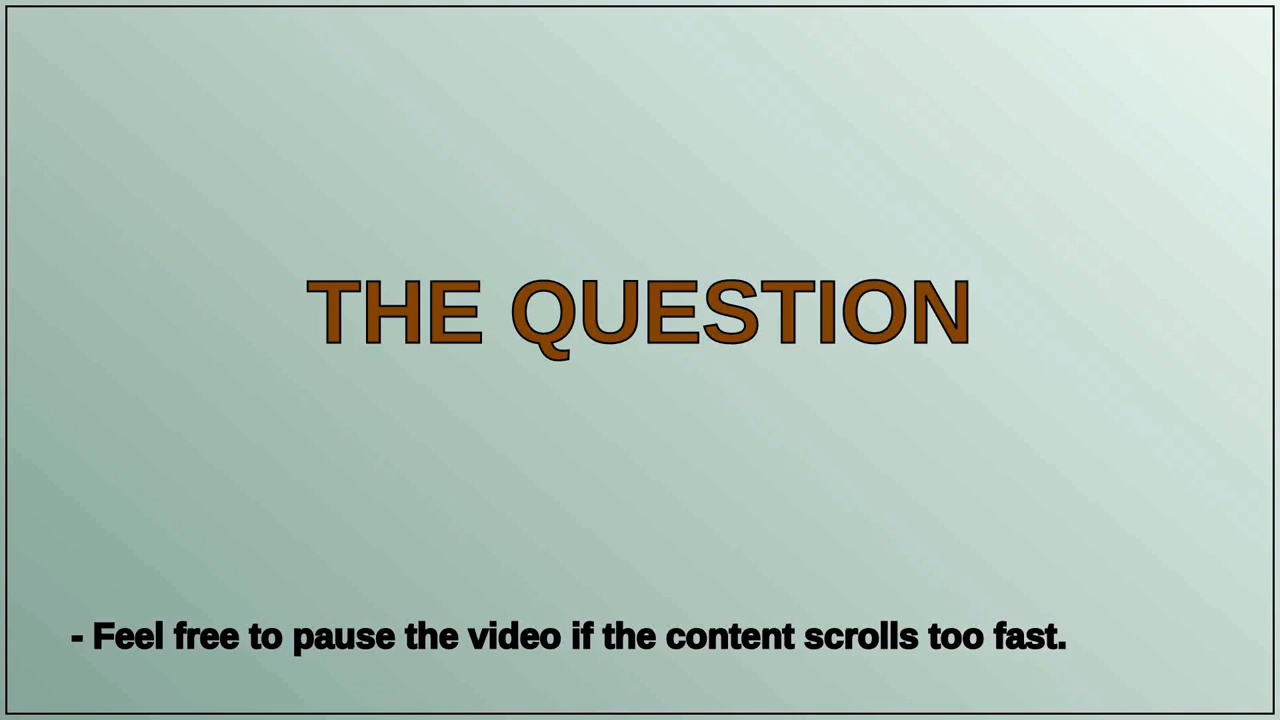 THE QUESTION
- Feel free to pause the video if the content scrolls too fast.